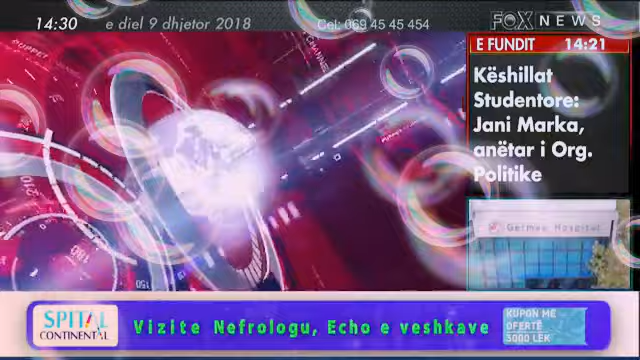 14:30 e diel 9 dhjetor 2018 Cel: 069 45 45 454 FOX NEWS
E FUNDIT 14:21
Këshillat
Studentore:
Jani Marka,
anëtar i Org.
Politike
German Hospital
SPITAL
CONTINENTAL
Vizite Nefrologu, Echo e veshkave
KUPON ME
OFERTË
3000 LEK